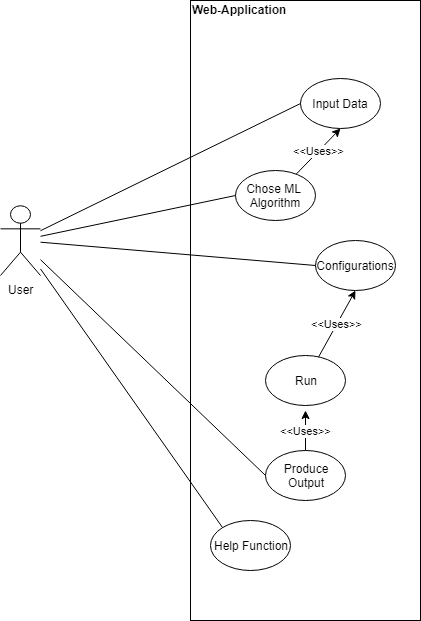 Web-Application
Input Data
<<Uses>>
Chose ML
Algorithm
User
Configurations
<<Uses>>
Run
<<Uses>>
Produce
Output
Help Function